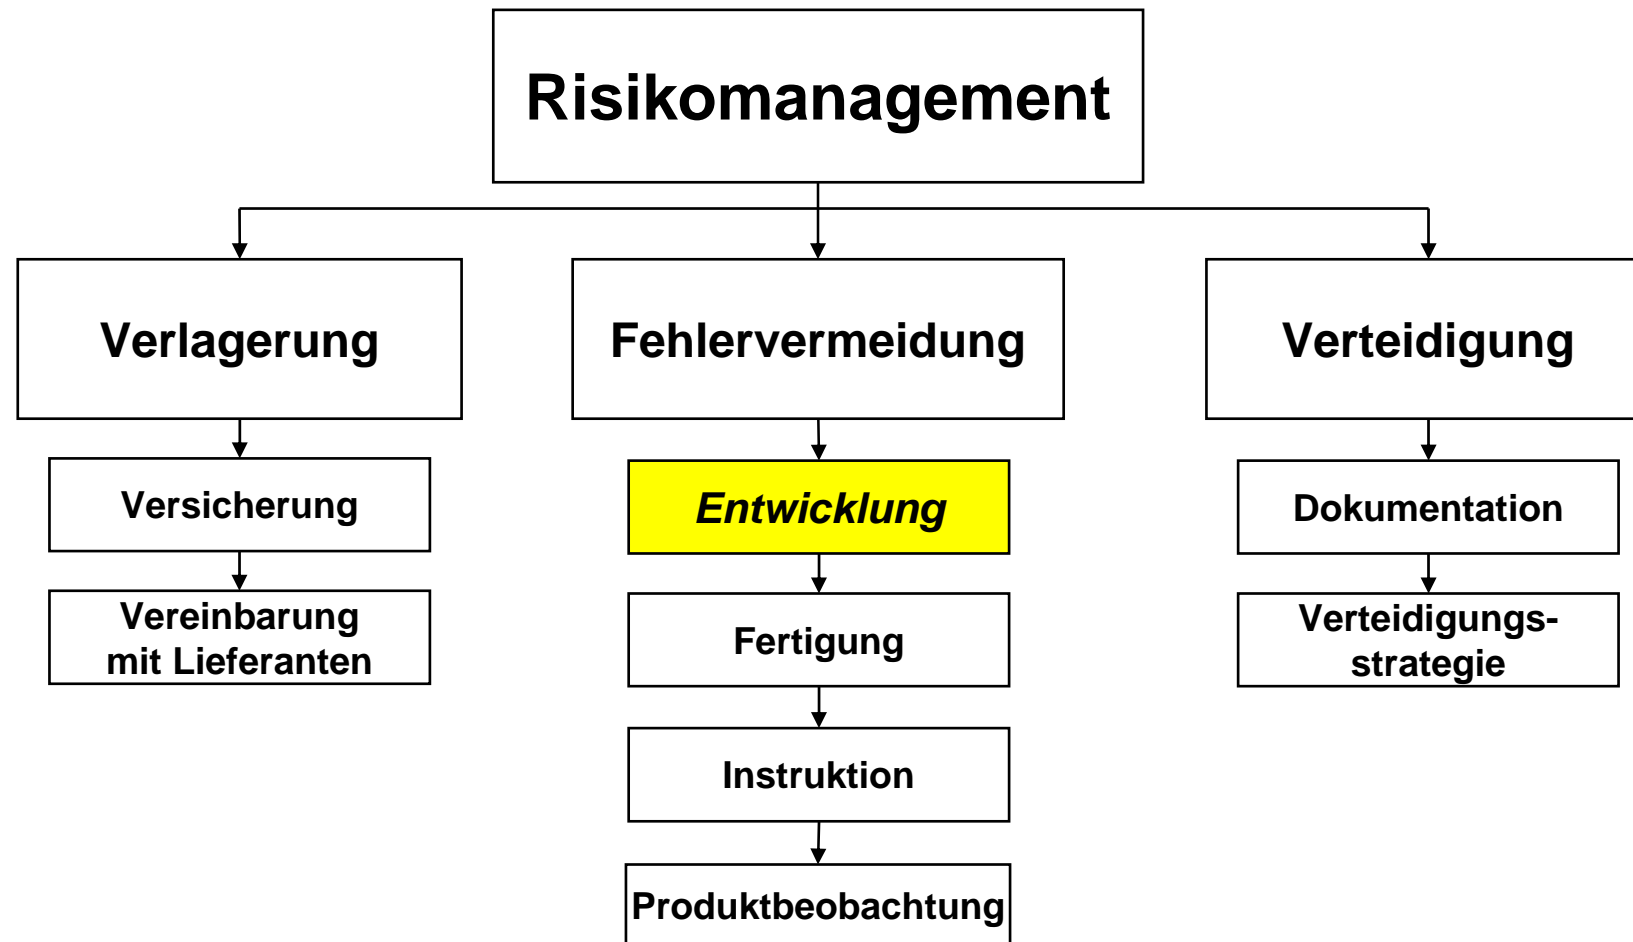 Risikomanagement
Verlagerung
Fehlervermeidung
Verteidigung
Versicherung
Entwicklung
Dokumentation
Vereinbarung
mit Lieferanten
Fertigung
Verteidigungs-
strategie
Instruktion
Produktbeobachtung